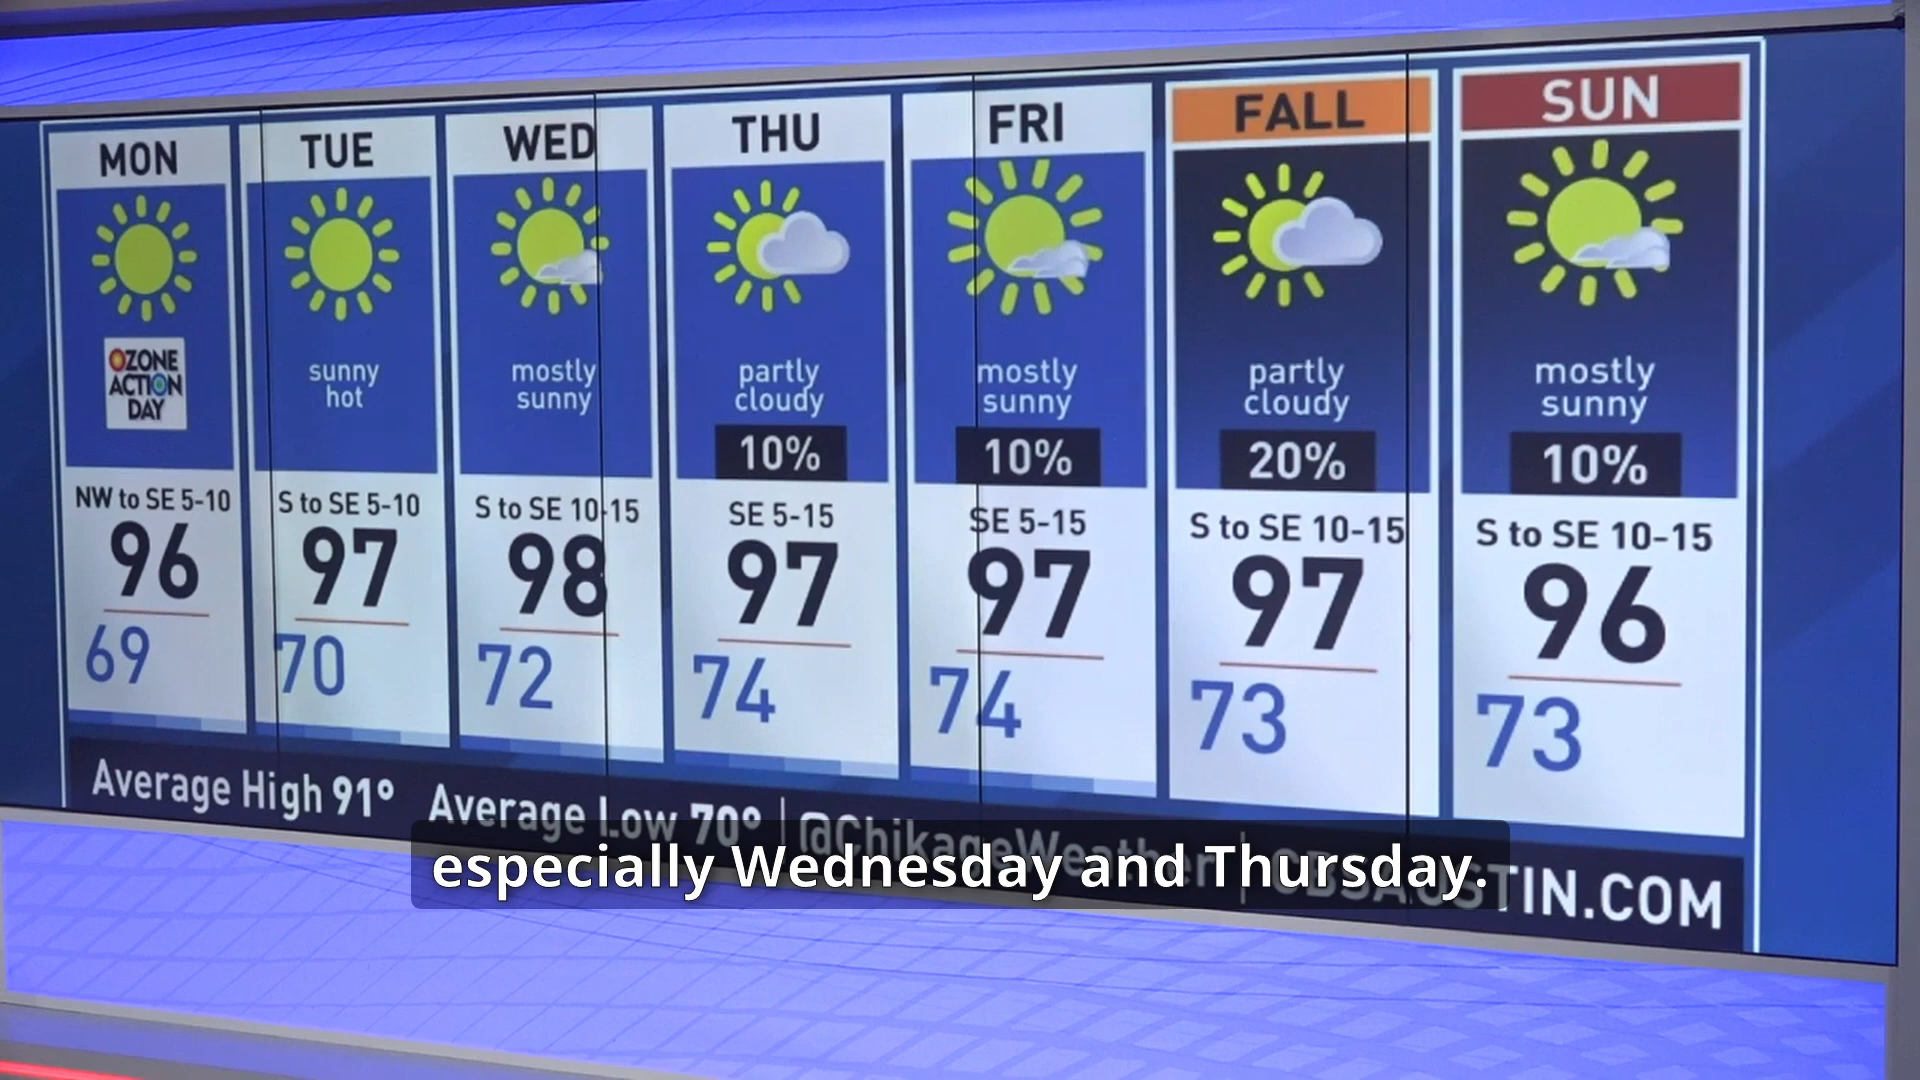 MON
TUE
WED
THU
FRI
FALL
SUN
OZONE
ACTION
DAY
sunny
hot
mostly
sunny
partly
cloudy
10%
mostly
sunny
10%
partly
cloudy
20%
mostly
sunny
10%
NW to SE 5-10
S to SE 5-10
S to SE 10-15
SE 5-15
SE 5-15
S to SE 10-15
S to SE 10-15
96
97
98
97
97
97
96
69
70
72
74
74
73
73
Average High 91° Average Low 70° | @ChikageWeather | CBSAUSTIN.COM
especially Wednesday and Thursday.